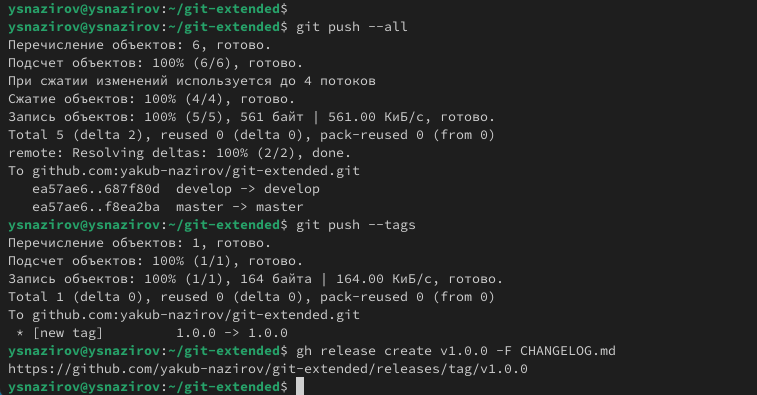 ysnazirov@ysnazirov:~/git-extended$
ysnazirov@ysnazirov:~/git-extended$ git push --all
Перечисление объектов: 6, готово.
Подсчет объектов: 100% (6/6), готово.
При сжатии изменений используется до 4 потоков
Сжатие объектов: 100% (4/4), готово.
Запись объектов: 100% (5/5), 561 байт | 561.00 КиБ/с, готово.
Total 5 (delta 2), reused 0 (delta 0), pack-reused 0 (from 0)
remote: Resolving deltas: 100% (2/2), done.
To github.com:yakub-nazirov/git-extended.git
   ea57ae6..687f80d  develop -> develop
   ea57ae6..f8ea2ba  master -> master
ysnazirov@ysnazirov:~/git-extended$ git push --tags
Перечисление объектов: 1, готово.
Подсчет объектов: 100% (1/1), готово.
Запись объектов: 100% (1/1), 164 байта | 164.00 КиБ/с, готово.
Total 1 (delta 0), reused 0 (delta 0), pack-reused 0 (from 0)
To github.com:yakub-nazirov/git-extended.git
 * [new tag]         1.0.0 -> 1.0.0
ysnazirov@ysnazirov:~/git-extended$ gh release create v1.0.0 -F CHANGELOG.md
https://github.com/yakub-nazirov/git-extended/releases/tag/v1.0.0
ysnazirov@ysnazirov:~/git-extended$